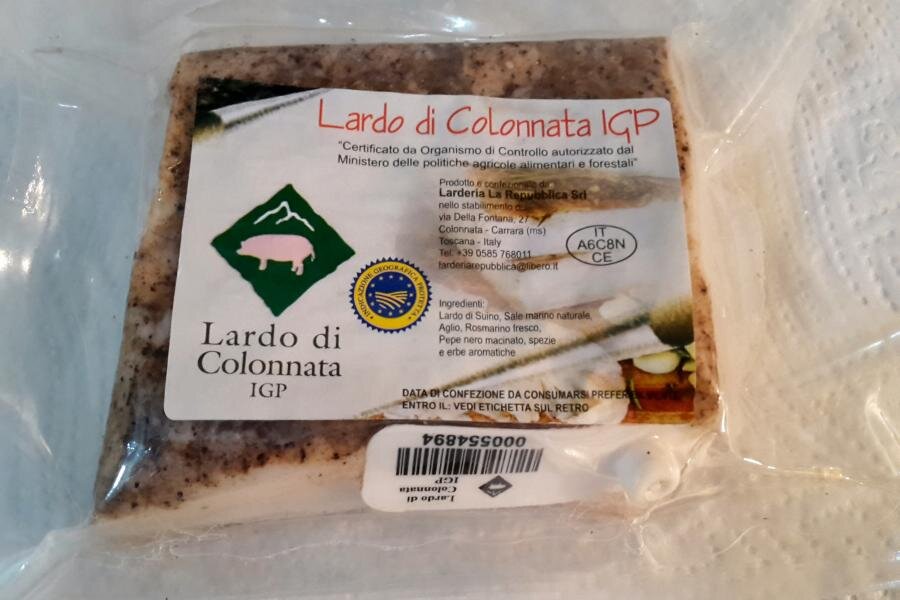 Lardo di Colonnata IGP
"Certificato da Organismo di Controllo autorizzato dal
Ministero delle politiche agricole alimentari e forestali"
Prodotto e confezionato da
Larderia La Repubblica Srl
nello stabilimento
via Della Fontana, 27
Colonnata - Carrara (ms)
Toscana - Italy
Tel. +39 0585 768011
larderiarepubblica@libero.it
IT
A6C8N
CE
INDICAZIONE GEOGRAFICA PROTETTA
Ingredienti:
Lardo di Suino, Sale marino naturale,
Aglio, Rosmarino fresco,
Pepe nero macinato, spezie
e erbe aromatiche
Lardo di
Colonnata
IGP
DATA DI CONFEZIONE DA CONSUMARSI
ENTRO IL: VEDI ETICHETTA SUL RETRO
000554894
Lardo di
Colonnata
IGP